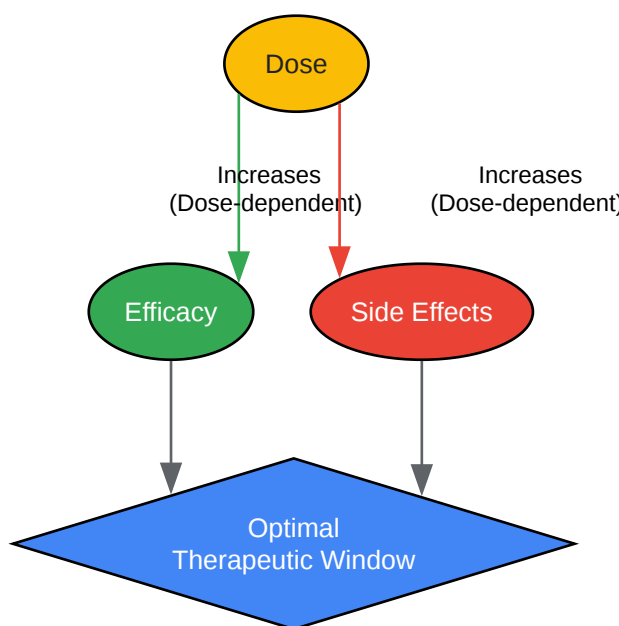 Dose
Increases
(Dose-dependent)
Increases
(Dose-dependent)
Efficacy
Side Effects
Optimal
Therapeutic Window